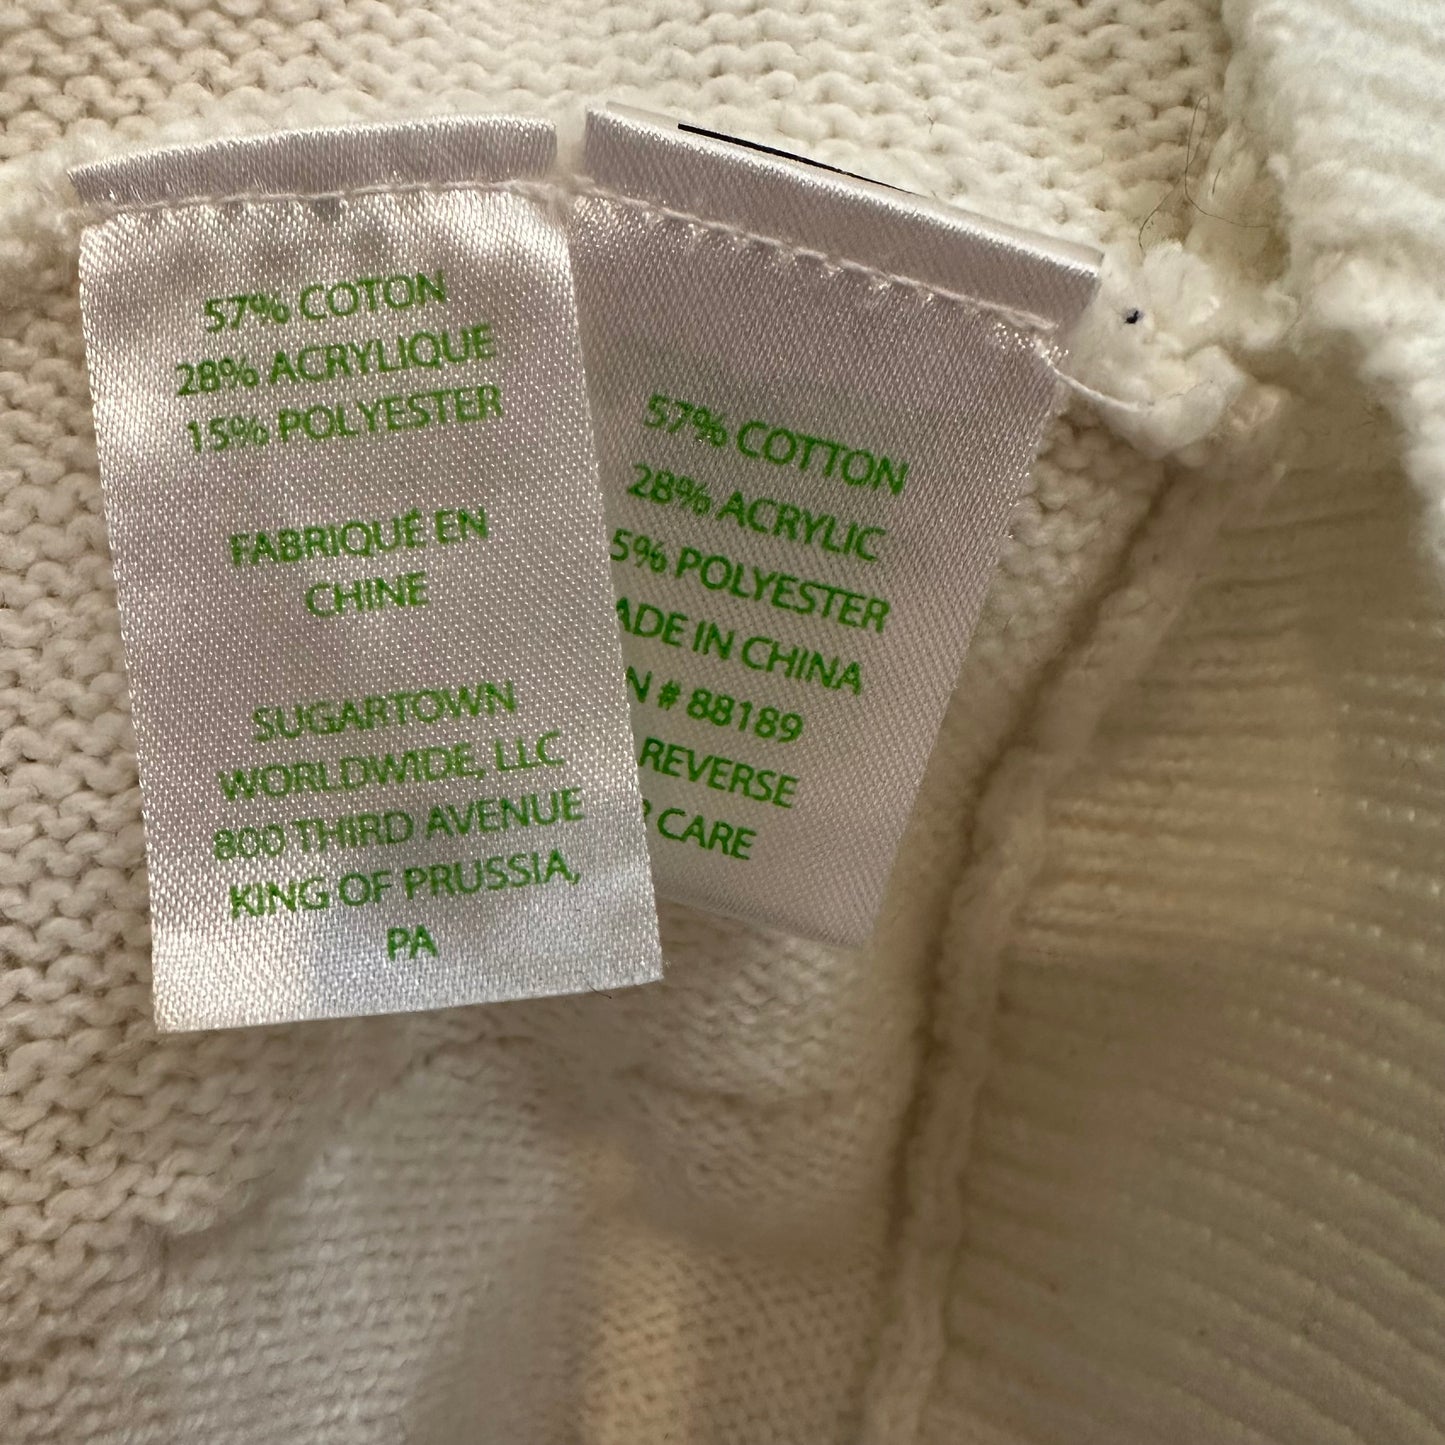 57% COTON
28% ACRYLIQUE
15% POLYESTER
FABRIQUÉ EN
CHINE
SUGARTOWN
WORLDWIDE, LLC
800 THIRD AVENUE
KING OF PRUSSIA,
PA
57% COTTON
28% ACRYLIC
5% POLYESTER
ADE IN CHINA
N # 88189
REVERSE
CARE